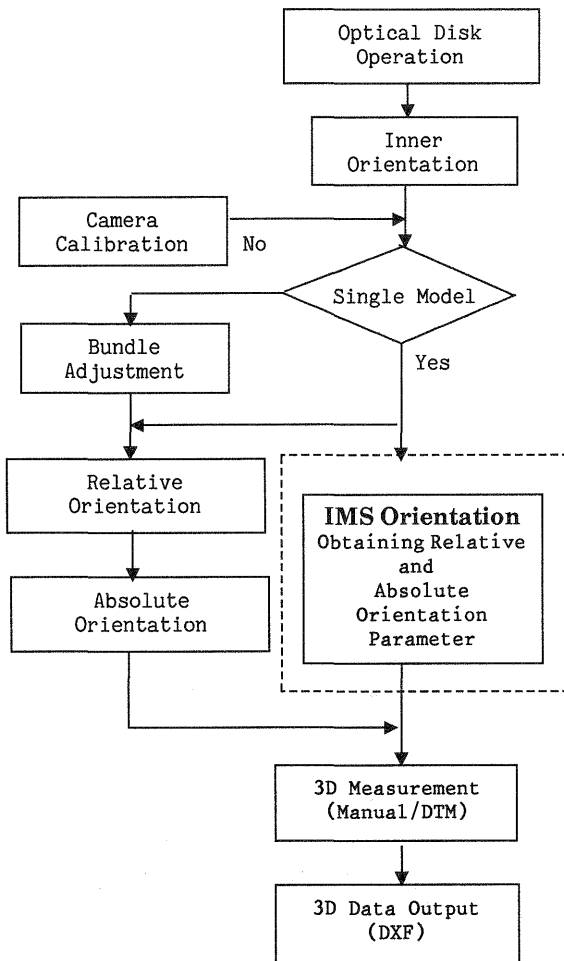 Optical Disk
Operation
Inner
Orientation
Camera
Calibration
No
Single Model
Bundle
Adjustment
Yes
Relative
Orientation
IMS Orientation
Obtaining Relative
and
Absolute
Orientation
Parameter
Absolute
Orientation
3D Measurement
(Manual/DTM)
3D Data Output
(DXF)